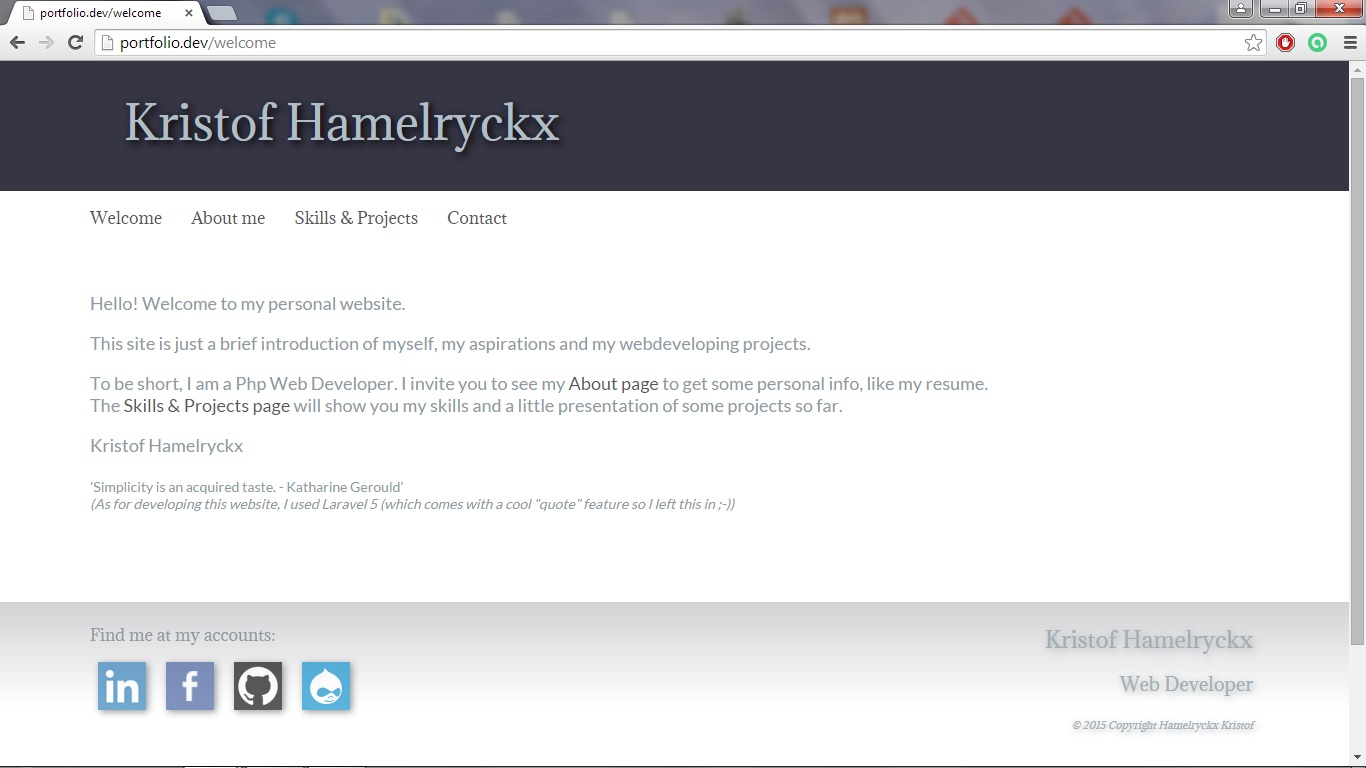 portfolio.dev/welcome
portfolio.dev/welcome
Kristof Hamelryckx
Welcome About me Skills & Projects Contact
Hello! Welcome to my personal website.
This site is just a brief introduction of myself, my aspirations and my webdeveloping projects.
To be short, I am a Php Web Developer. I invite you to see my About page to get some personal info, like my resume.
The Skills & Projects page will show you my skills and a little presentation of some projects so far.
Kristof Hamelryckx
'Simplicity is an acquired taste. - Katharine Gerould'
(As for developing this website, I used Laravel 5 (which comes with a cool "quote" feature so I left this in ;-))
Find me at my accounts:
in f
Kristof Hamelryckx
Web Developer
© 2015 Copyright Hamelryckx Kristof